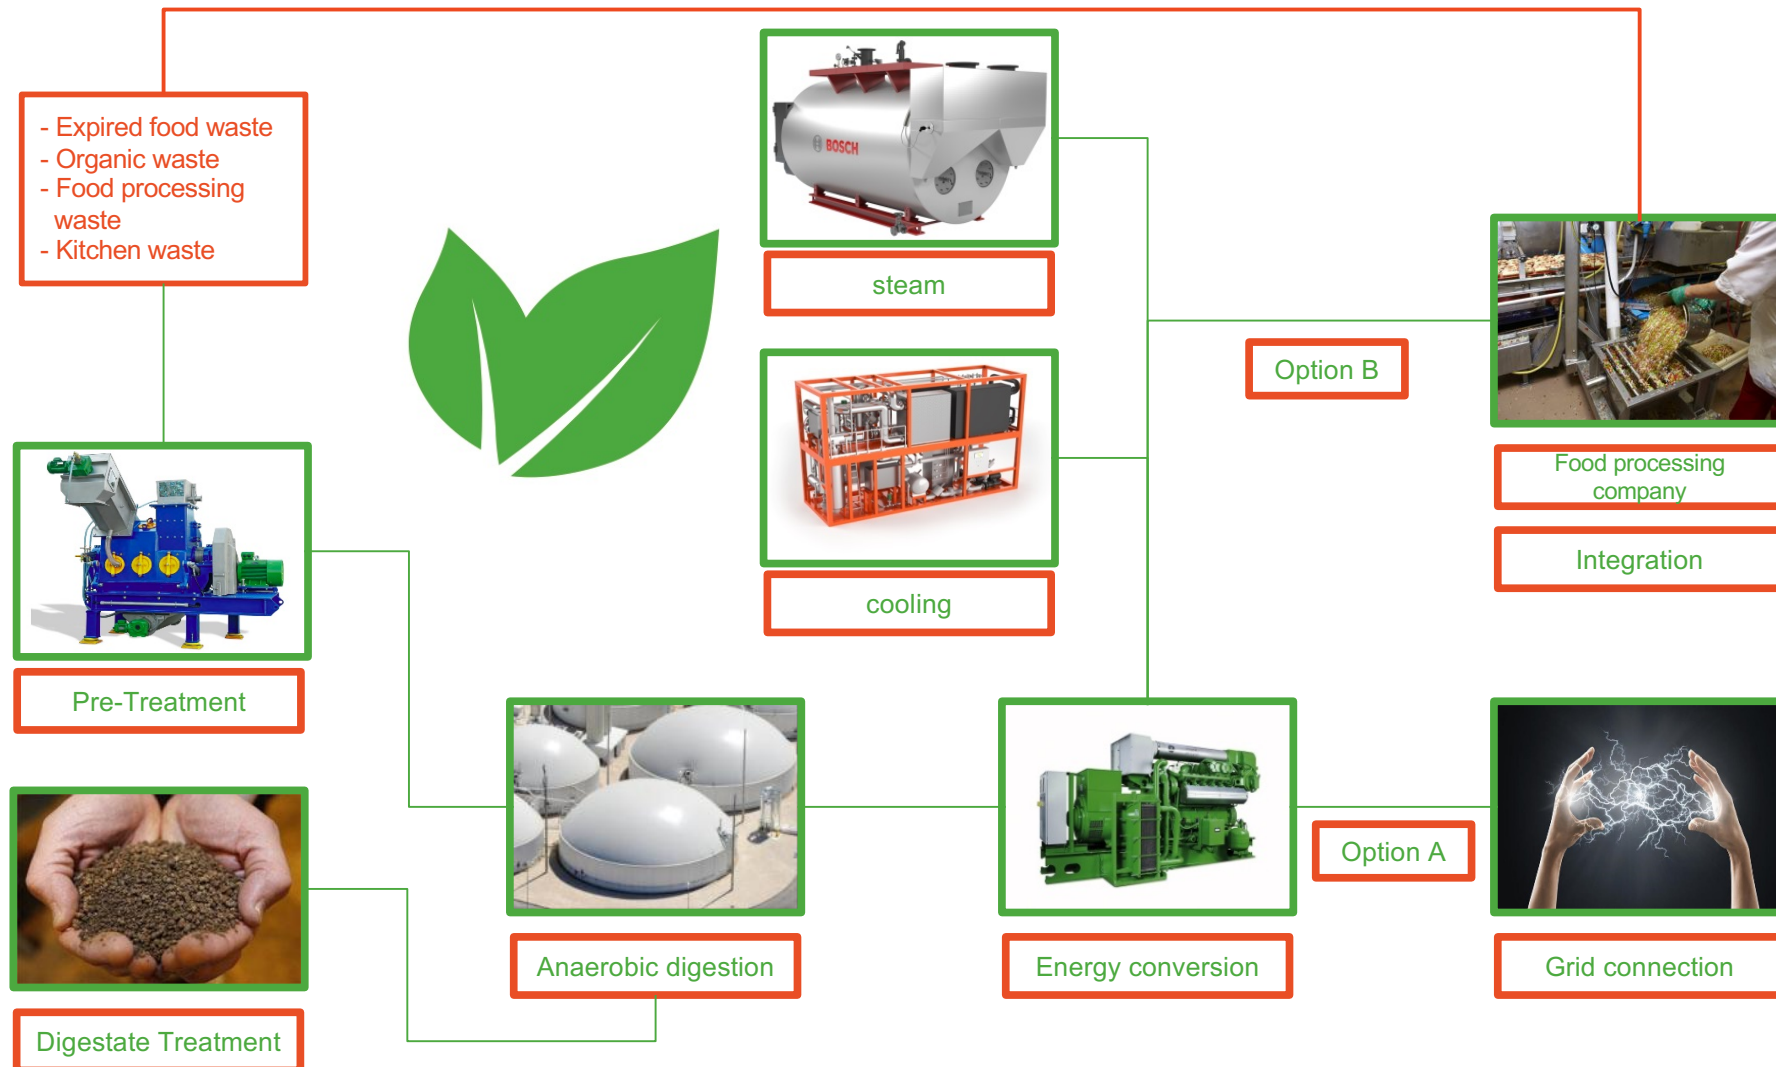 - Expired food waste
- Organic waste
- Food processing
waste
- Kitchen waste
BOSCH
steam
Option B
cooling
Food processing
company
Integration
Pre-Treatment
Option A
Anaerobic digestion
Energy conversion
Grid connection
Digestate Treatment